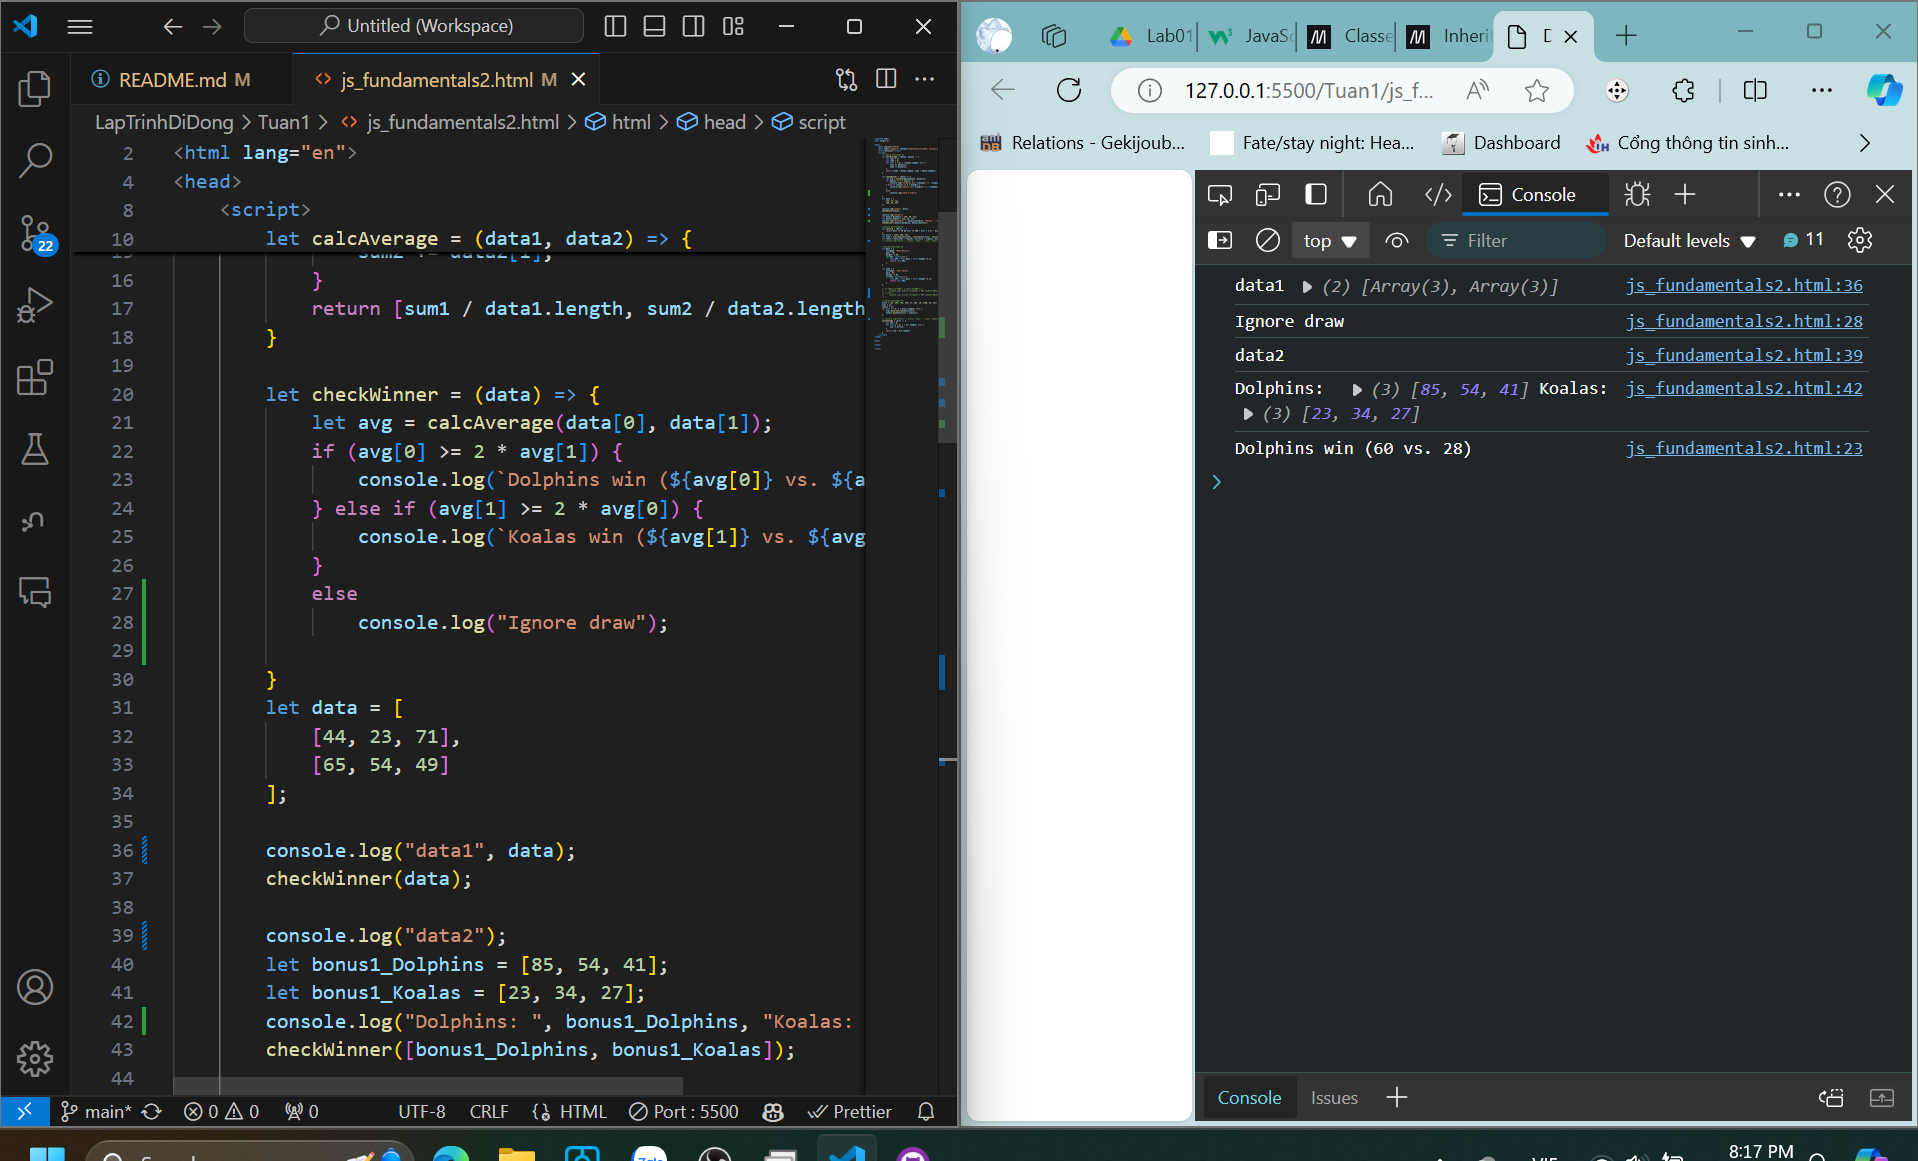 Untitled (Workspace)
README.md M
js_fundamentals2.html M
LapTrinhDiDong > Tuan1 > js_fundamentals2.html > html > head > script
2 <html lang="en">
4 <head>
8 <script>
10 let calcAverage = (data1, data2) => {
16 }
17 return [sum1 / data1.length, sum2 / data2.length
18 }
19
20 let checkWinner = (data) => {
21 let avg = calcAverage(data[0], data[1]);
22 if (avg[0] >= 2 * avg[1]) {
23 console.log(`Dolphins win (${avg[0]} vs. ${a
24 } else if (avg[1] >= 2 * avg[0]) {
25 console.log(`Koalas win (${avg[1]} vs. ${avg
26 }
27 else
28 console.log("Ignore draw");
29
30 }
31 let data = [
32 [44, 23, 71],
33 [65, 54, 49]
34 ];
35
36 console.log("data1", data);
37 checkWinner(data);
38
39 console.log("data2");
40 let bonus1_Dolphins = [85, 54, 41];
41 let bonus1_Koalas = [23, 34, 27];
42 console.log("Dolphins: ", bonus1_Dolphins, "Koalas:
43 checkWinner([bonus1_Dolphins, bonus1_Koalas]);
44
22
main* 0 0 0 UTF-8 CRLF HTML Port : 5500 Prettier
Lab01 JavaSc Classe Inheri D
127.0.0.1:5500/Tuan1/js_f...
Relations - Gekijoub... Fate/stay night: Hea... Dashboard Cổng thông tin sinh...
Console
top Filter Default levels 11
data1 (2) [Array(3), Array(3)] js_fundamentals2.html:36
Ignore draw js_fundamentals2.html:28
data2 js_fundamentals2.html:39
Dolphins: (3) [85, 54, 41] Koalas: js_fundamentals2.html:42
(3) [23, 34, 27]
Dolphins win (60 vs. 28) js_fundamentals2.html:23
Console Issues
8:17 PM